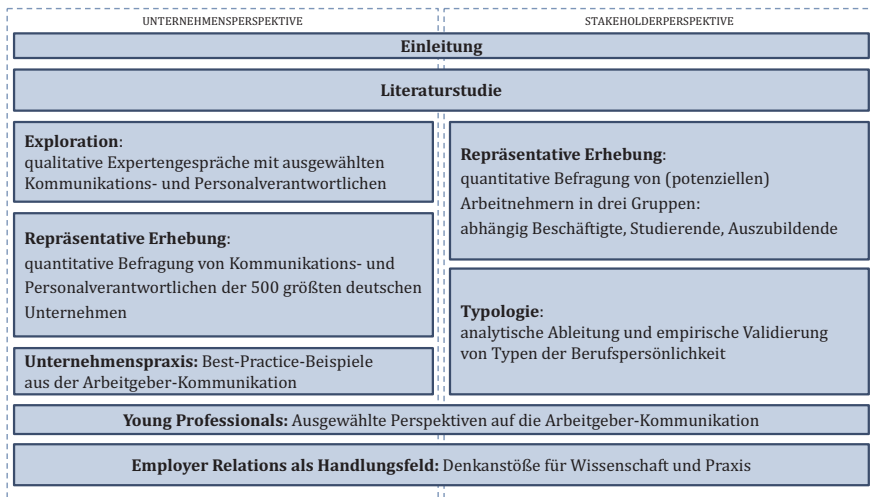 UNTERNEHMENSPERSPEKTIVE
STAKEHOLDERPERSPEKTIVE
Einleitung
Literaturstudie
Exploration:
qualitative Expertengespräche mit ausgewählten
Kommunikations- und Personalverantwortlichen
Repräsentative Erhebung:
quantitative Befragung von Kommunikations- und
Personalverantwortlichen der 500 größten deutschen
Unternehmen
Unternehmenspraxis: Best-Practice-Beispiele
aus der Arbeitgeber-Kommunikation
Repräsentative Erhebung:
quantitative Befragung von (potenziellen)
Arbeitnehmern in drei Gruppen:
abhängig Beschäftigte, Studierende, Auszubildende
Typologie:
analytische Ableitung und empirische Validierung
von Typen der Berufspersönlichkeit
Young Professionals: Ausgewählte Perspektiven auf die Arbeitgeber-Kommunikation
Employer Relations als Handlungsfeld: Denkanstöße für Wissenschaft und Praxis